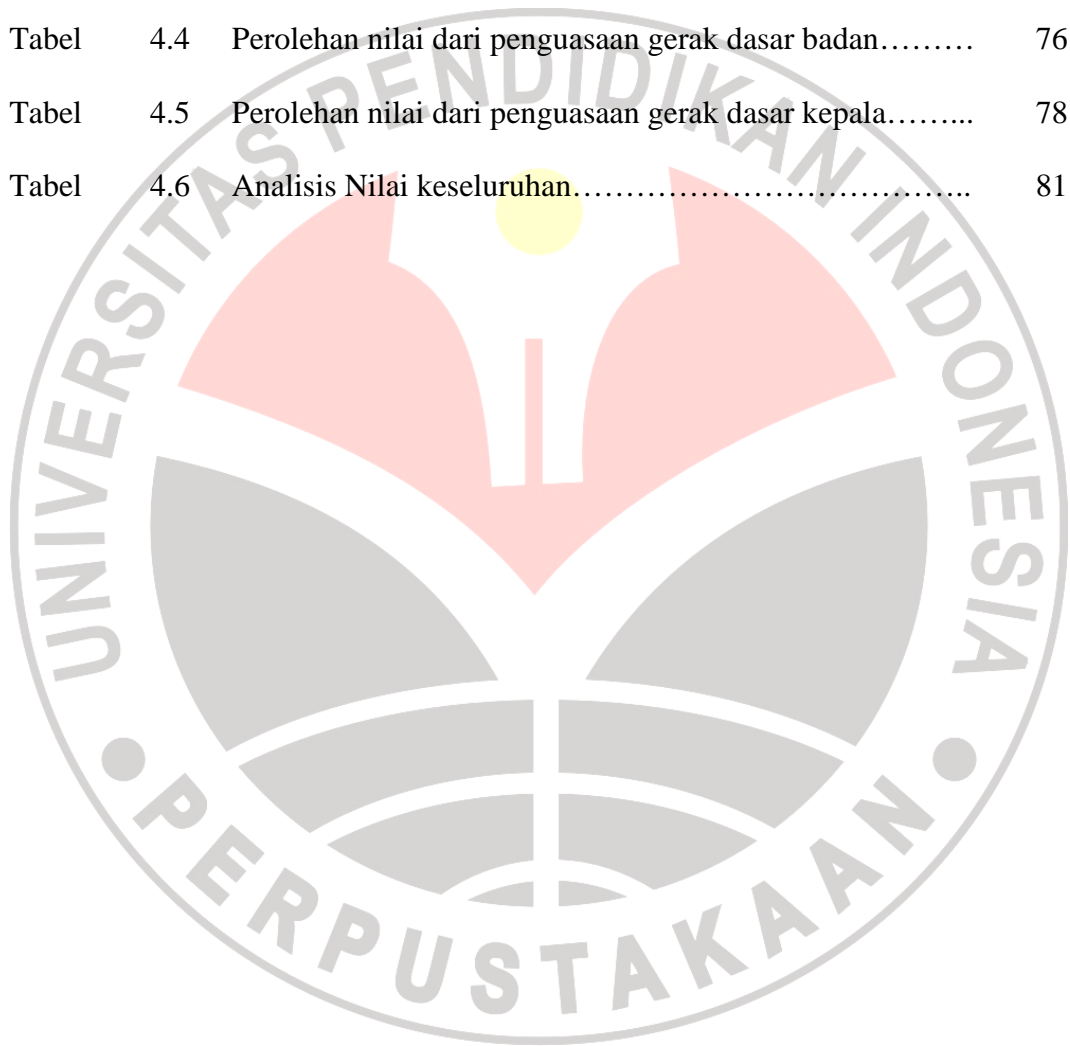 Tabel 4.4 Perolehan nilai dari penguasaan gerak dasar badan……… 76
Tabel 4.5 Perolehan nilai dari penguasaan gerak dasar kepala……... 78
Tabel 4.6 Analisis Nilai keseluruhan……………………………….. 81
UNIVERSITAS PENDIDIKAN INDONESIA
PERPUSTAKAAN